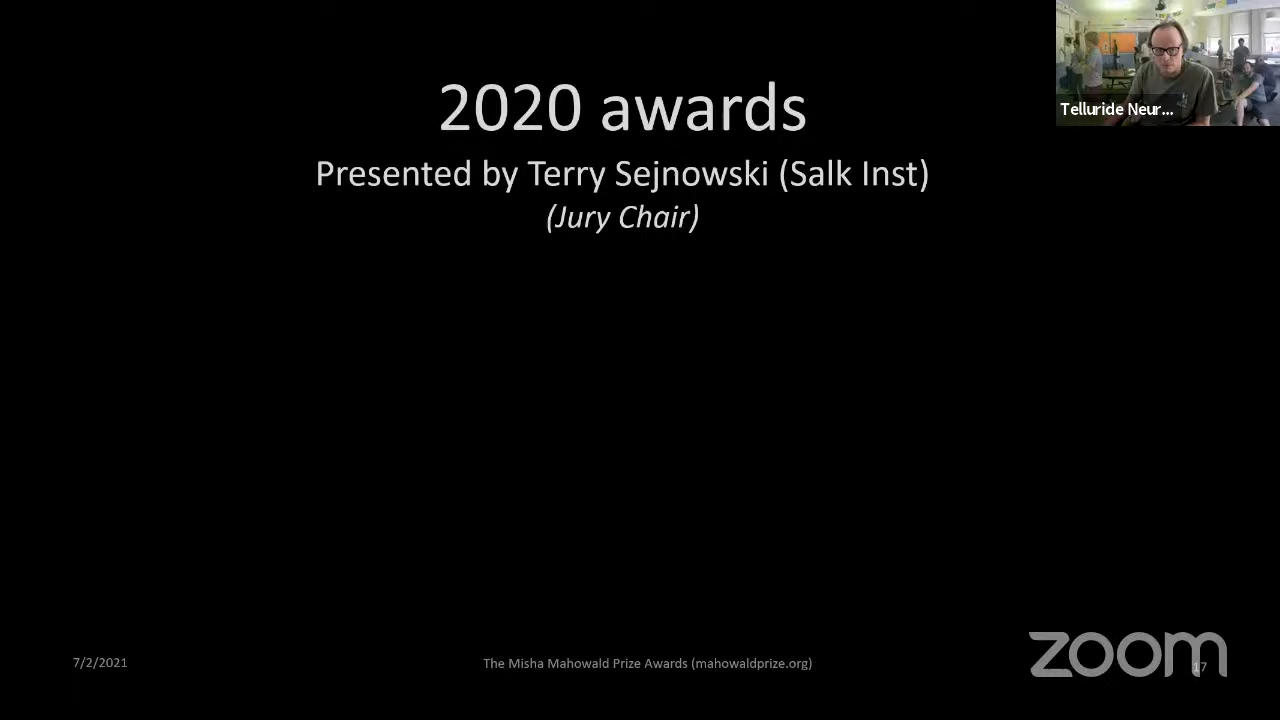 2020 awards
Presented by Terry Sejnowski (Salk Inst)
(Jury Chair)
Telluride Neur...
7/2/2021
The Misha Mahowald Prize Awards (mahowaldprize.org)
zoom
17